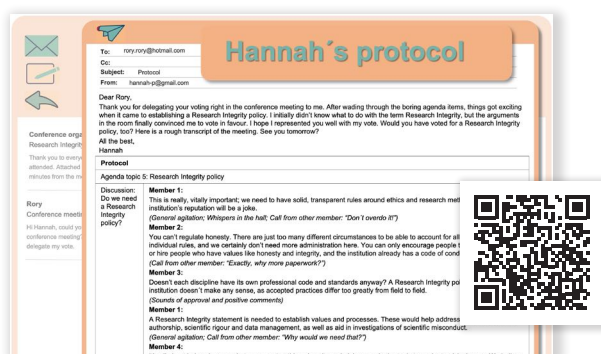 Hannah´s protocol
To: rory.rory@hotmail.com
Cc:
Subject: Protocol
From: hannah-p@gmail.com
Dear Rory,
Thank you for delegating your voting right in the conference meeting to me. After wading through the boring agenda items, things got exciting
when it came to establishing a Research Integrity policy. I initially didn't know what to do with the term Research Integrity, but the arguments
in the room finally convinced me to vote in favour. I hope I represented you well with my vote. Would you have voted for a Research Integrity
policy, too? Here is a rough transcript of the meeting. See you tomorrow?
All the best,
Hannah
Conference orga
Research Integrity
Thank you to every
attended. Attached
minutes from the m
Rory
Conference meeti
Hi Hannah, could yo
conference meeting?
delegate my vote.
Protocol
Agenda topic 5: Research Integrity policy
Discussion:
Do we need
a Research
Integrity
policy?
Member 1:
This is really, vitally important; we need to have solid, transparent rules around ethics and research met
institution's reputation will be a joke.
(General agitation; Whispers in the hall; Call from other member: "Don´t overdo it!")
Member 2:
You can't regulate honesty. There are just too many different circumstances to be able to account for all
individual rules, and we certainly don't need more administration here. You can only encourage people t
or hire people who have values like honesty and integrity, and the institution already has a code of cond
(Call from other member: "Exactly, why more paperwork?")
Member 3:
Doesn't each discipline have its own professional code and standards anyway? A Research Integrity po
institution doesn´t make any sense, as accepted practices differ too greatly from field to field.
(Sounds of approval and positive comments)
Member 1:
A Research Integrity statement is needed to establish values and processes. These would help address
authorship, scientific rigour and data management, as well as aid in investigations of scientific misconduct.
(General agitation; Call from other member: "Why would we need that?")
Member 4: